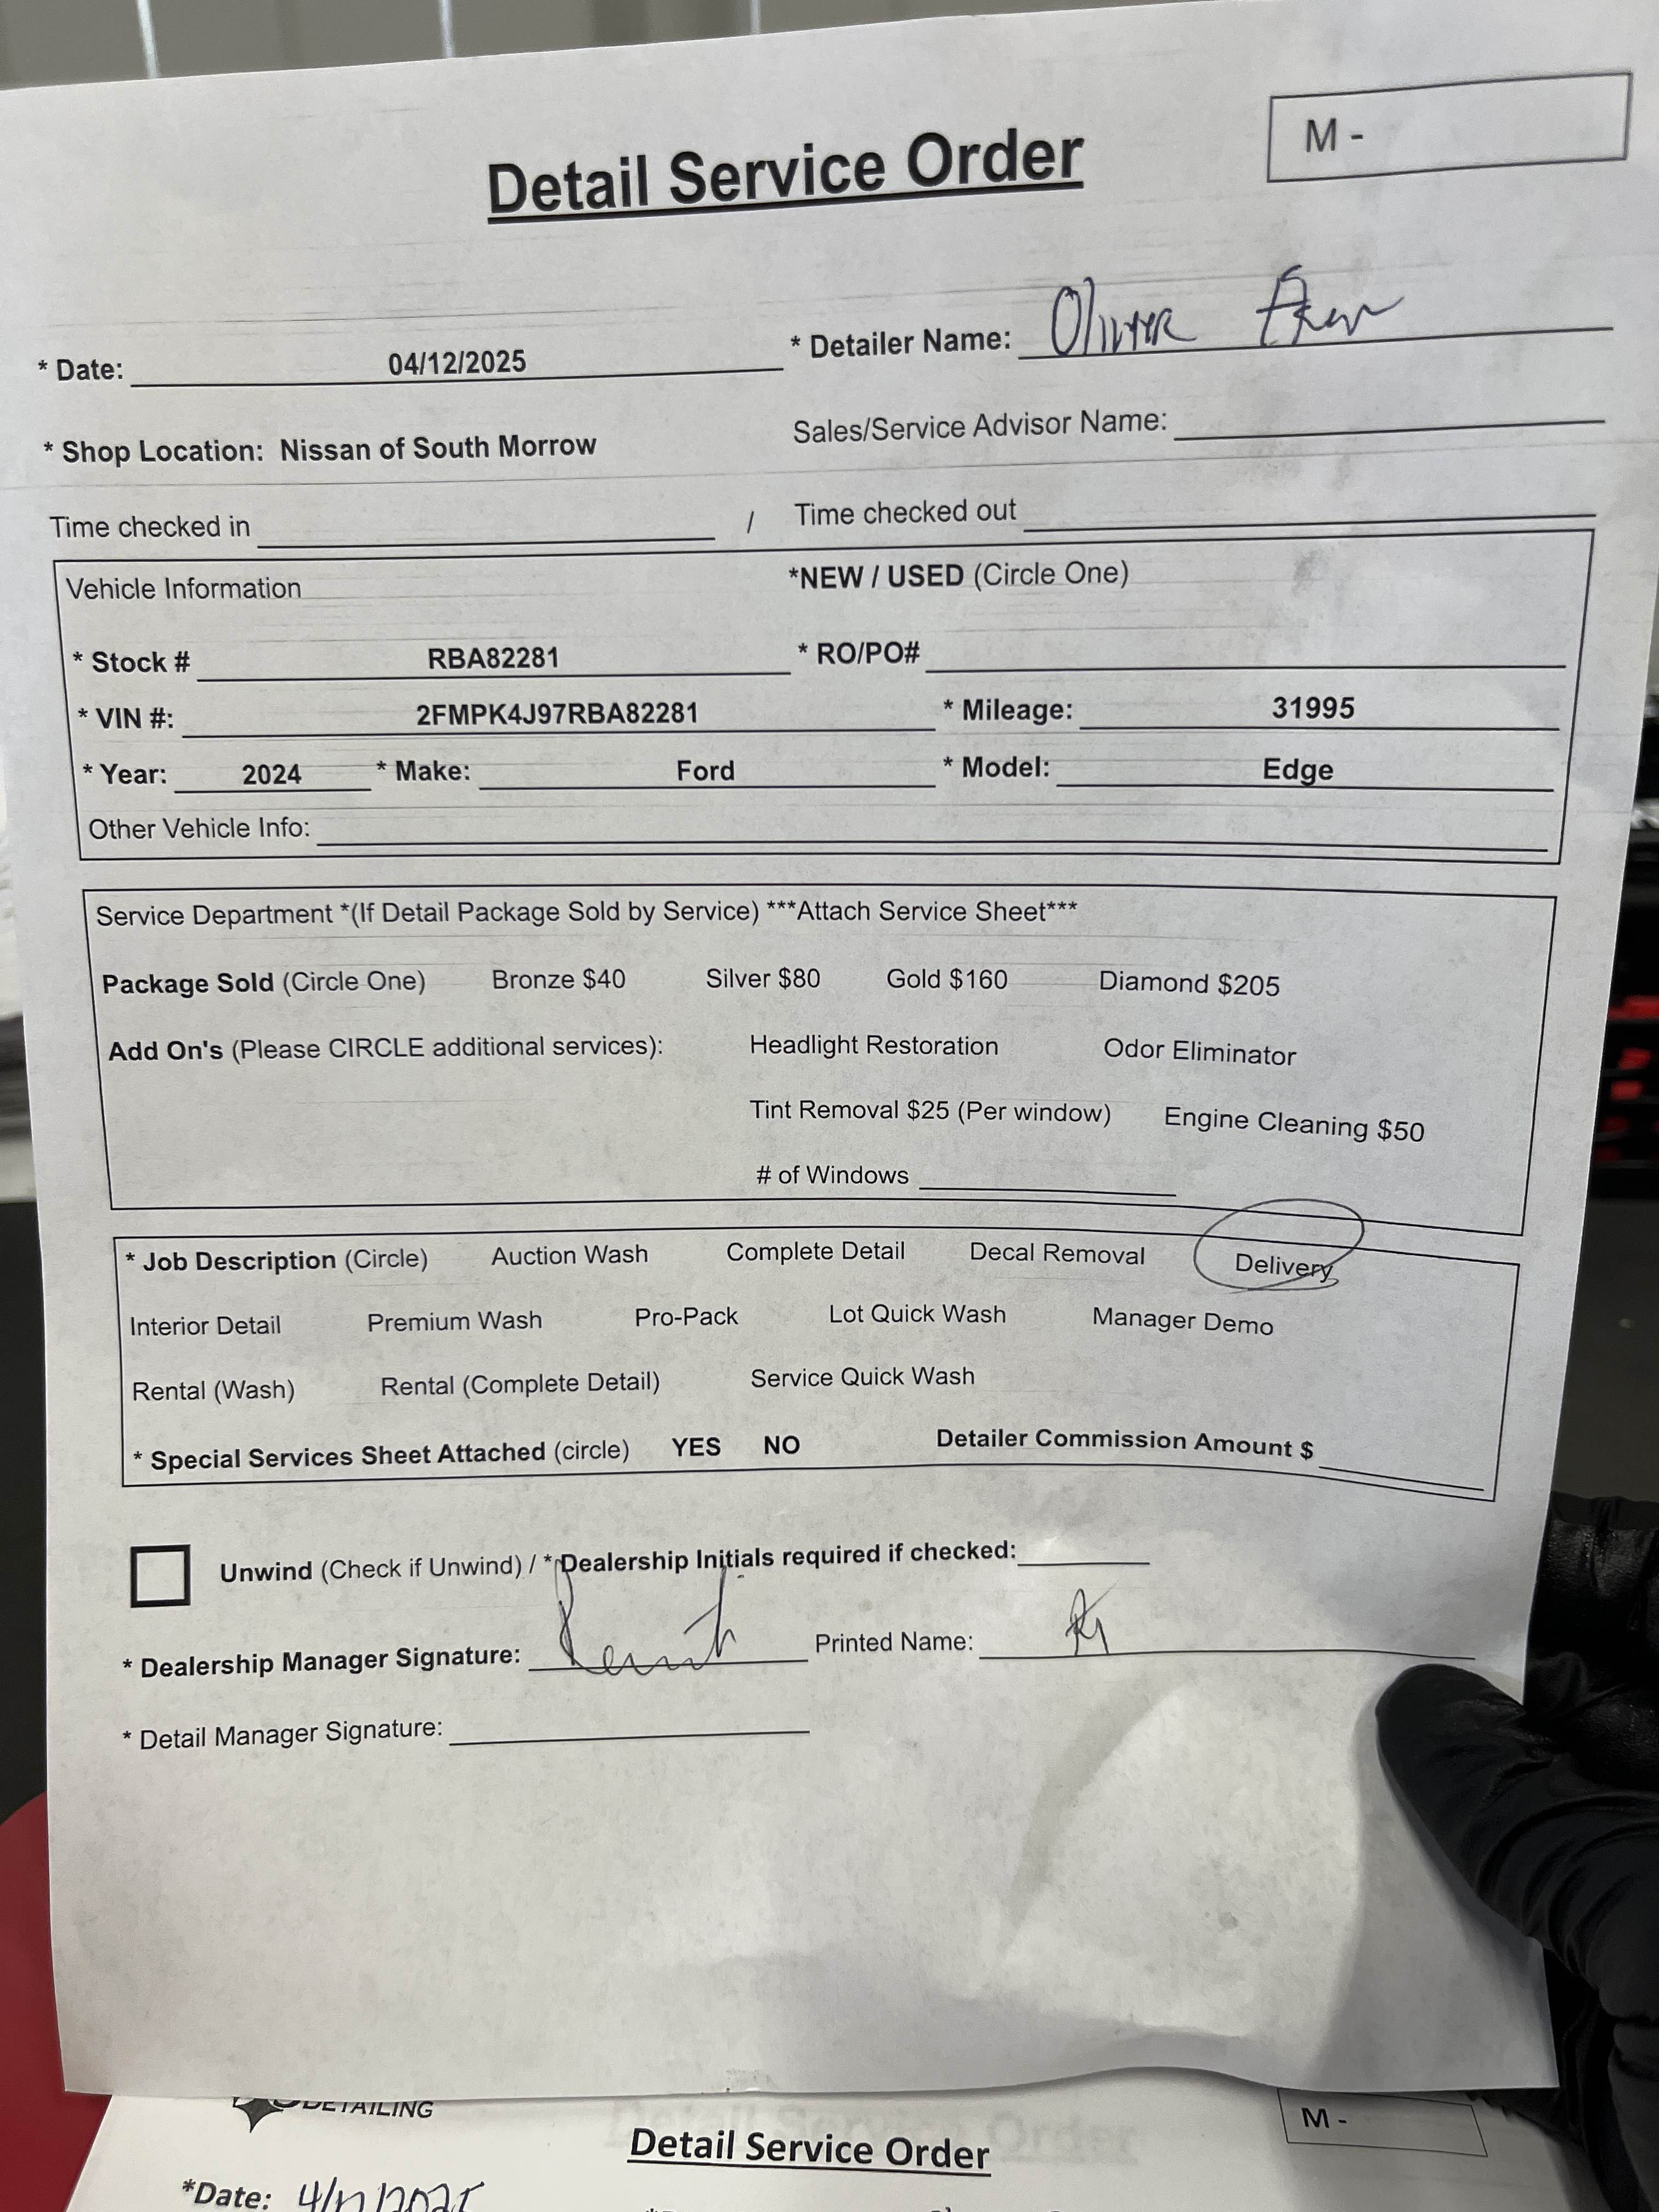 M -
Detail Service Order
* Date: 04/12/2025 * Detailer Name: Oliver
* Shop Location: Nissan of South Morrow Sales/Service Advisor Name:
Time checked in / Time checked out
Vehicle Information *NEW / USED (Circle One)
* Stock # RBA82281 * RO/PO#
* VIN #: 2FMPK4J97RBA82281 * Mileage: 31995
* Year: 2024 * Make: Ford * Model: Edge
Other Vehicle Info:
Service Department *(If Detail Package Sold by Service) ***Attach Service Sheet***
Package Sold (Circle One) Bronze $40 Silver $80 Gold $160 Diamond $205
Add On's (Please CIRCLE additional services): Headlight Restoration Odor Eliminator
Tint Removal $25 (Per window) Engine Cleaning $50
# of Windows
* Job Description (Circle) Auction Wash Complete Detail Decal Removal Delivery
Interior Detail Premium Wash Pro-Pack Lot Quick Wash Manager Demo
Rental (Wash) Rental (Complete Detail) Service Quick Wash
* Special Services Sheet Attached (circle) YES NO Detailer Commission Amount $
Unwind (Check if Unwind) / * Dealership Initials required if checked:
* Dealership Manager Signature: Printed Name:
* Detail Manager Signature:
DETAILING
M -
Detail Service Order
*Date: